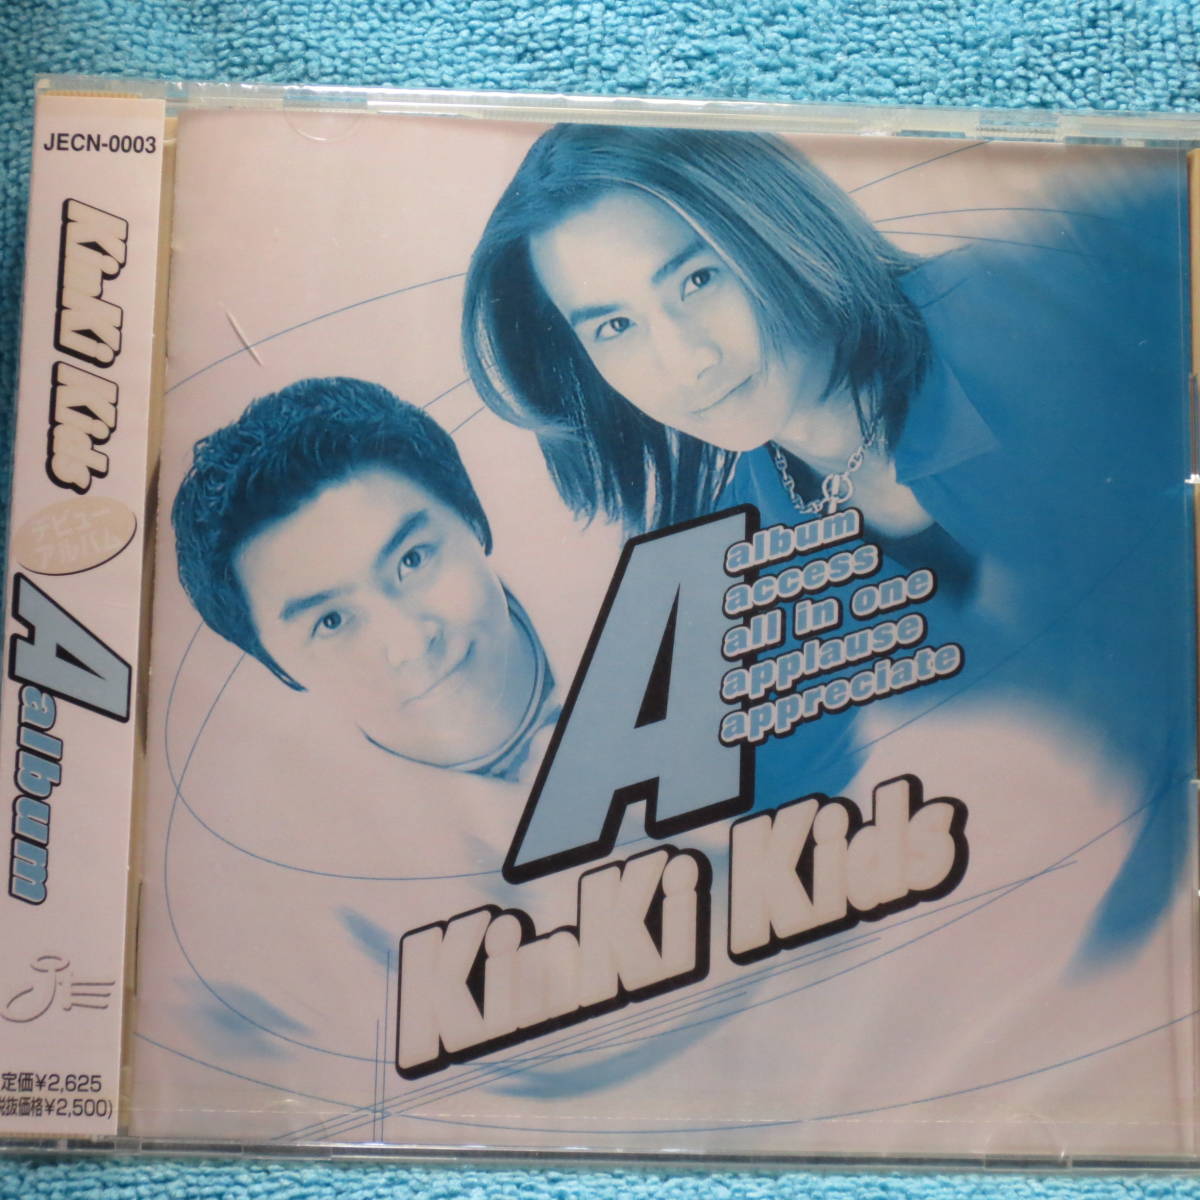 JECN-0003
KinKi Kids
デビュー
アルバム
A album
定価¥2,625
税抜価格¥2,500)
A
album
access
all in one
applause
appreciate
KinKi Kids